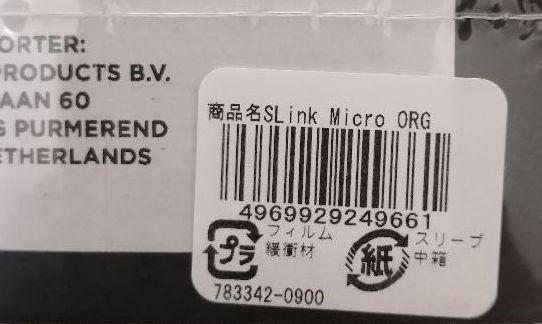 ORTER:
PRODUCTS B.V.
AAN 60
G PURMEREND
ETHERLANDS
商品名SLink Micro ORG
4969929249661
プラ
フィルム
緩衝材
紙
スリーブ
中箱
783342-0900